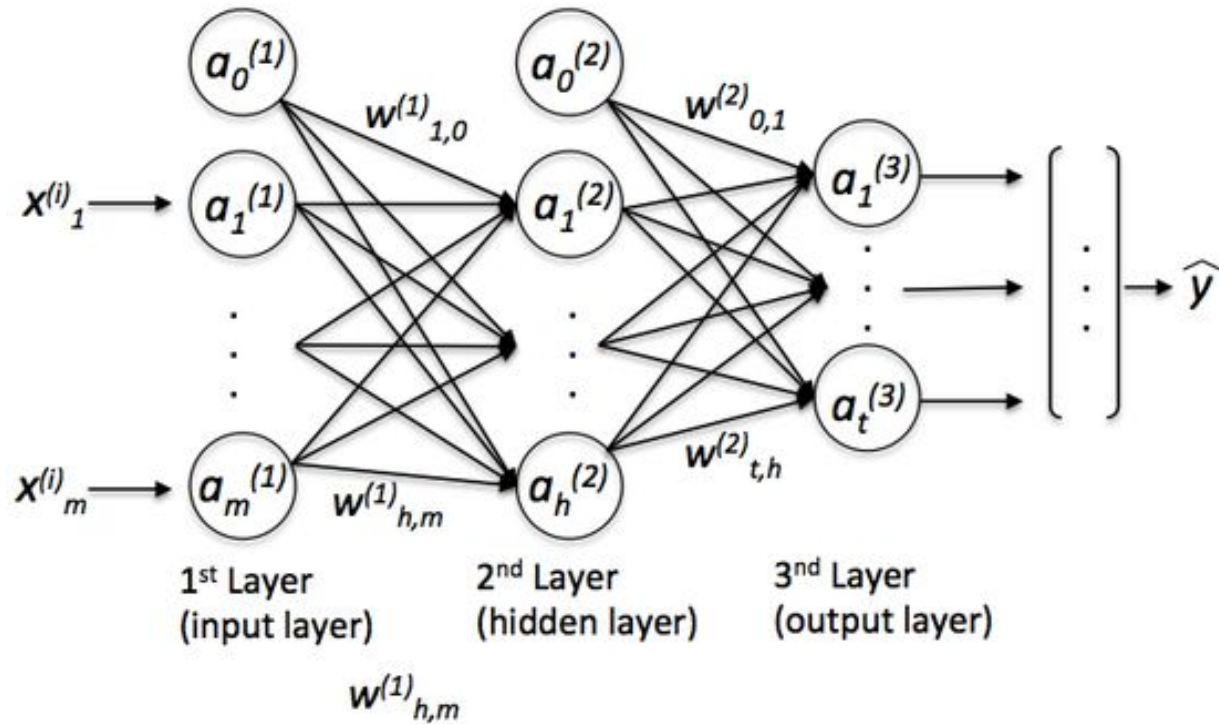 a₀⁽¹⁾ a₀⁽²⁾
w⁽¹⁾₁,₀ w⁽²⁾₀,₁
x⁽ⁱ⁾₁ a₁⁽¹⁾ a₁⁽²⁾ a₁⁽³⁾
ŷ
x⁽ⁱ⁾ₘ aₘ⁽¹⁾ w⁽¹⁾ₕ,ₘ aₕ⁽²⁾ w⁽²⁾ₜ,ₕ aₜ⁽³⁾
1ˢᵗ Layer
(input layer)
2ⁿᵈ Layer
(hidden layer)
3ⁿᵈ Layer
(output layer)
w⁽¹⁾ₕ,ₘ